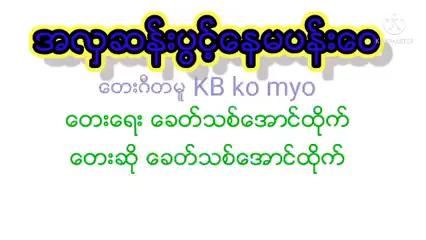 အလှဆန်းပွင့်နေမပန်းဝေ
တေးဂီတမှူ KB ko myo
တေးရေး ခေတ်သစ်အောင်ထိုက်
တေးဆို ခေတ်သစ်အောင်ထိုက်